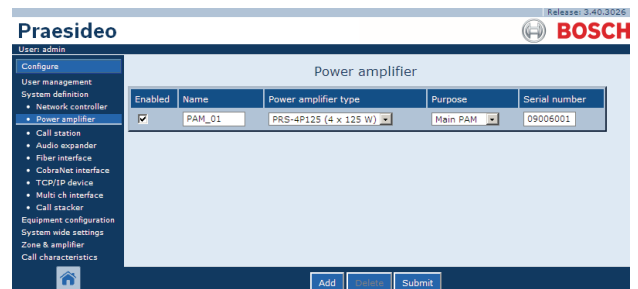 Release: 3.40.3026
Praesideo
BOSCH
User: admin
Configure
User management
System definition
• Network controller
• Power amplifier
• Call station
• Audio expander
• Fiber interface
• CobraNet interface
• TCP/IP device
• Multi ch interface
• Call stacker
Equipment configuration
System wide settings
Zone & amplifier
Call characteristics
Power amplifier
Enabled Name Power amplifier type Purpose Serial number
PAM_01 PRS-4P125 (4 x 125 W) Main PAM 09006001
Add Delete Submit